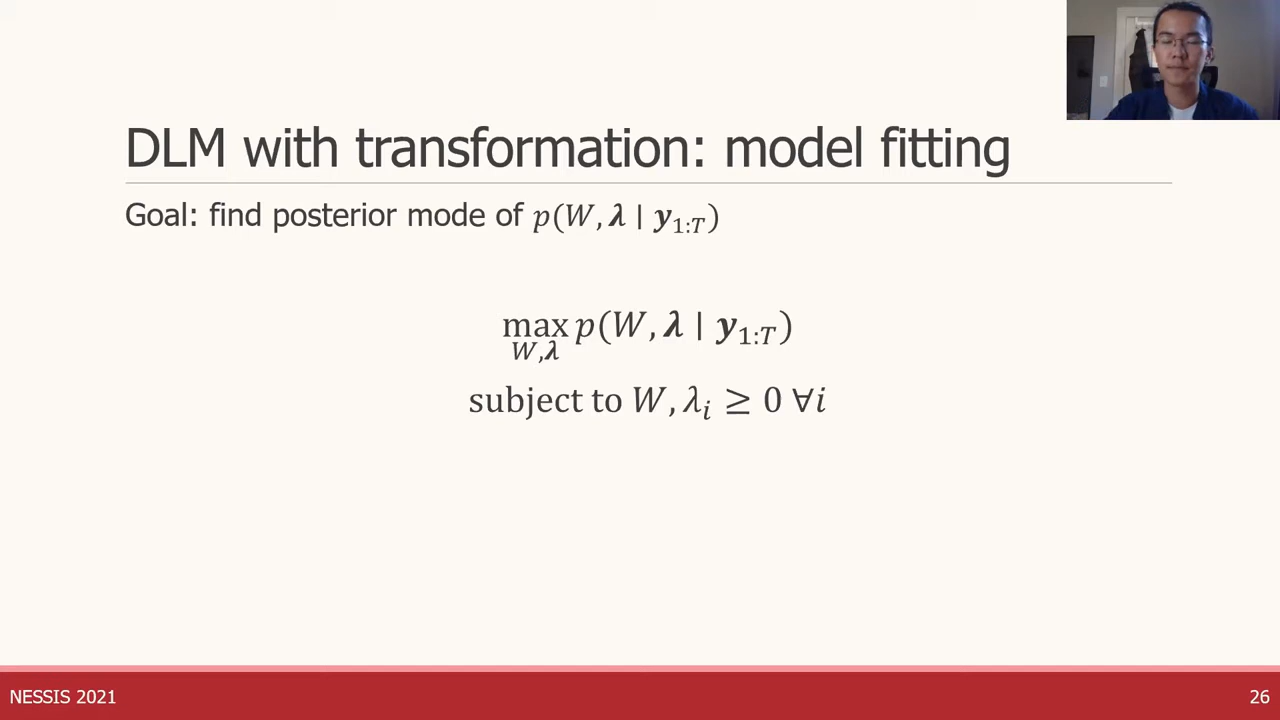 DLM with transformation: model fitting
Goal: find posterior mode of p(W, λ | y₁:T)
max p(W, λ | y₁:T)
W,λ
subject to W, λᵢ ≥ 0 ∀i
NESSIS 2021
26